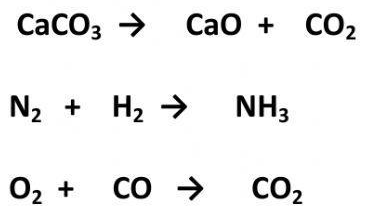 CaCO₃ → CaO + CO₂
N₂ + H₂ → NH₃
O₂ + CO → CO₂